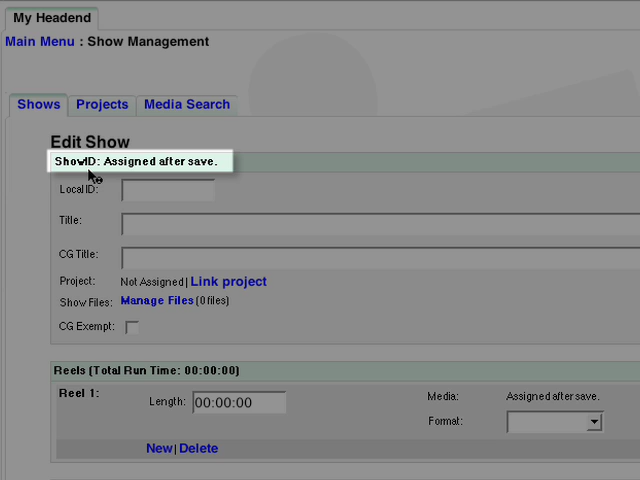 My Headend
Main Menu : Show Management
Shows Projects Media Search
Edit Show
ShowID: Assigned after save.
Local ID:
Title:
CG Title:
Project: Not Assigned | Link project
Show Files: Manage Files (0 files)
CG Exempt:
Reels (Total Run Time: 00:00:00)
Reel 1: Length: 00:00:00 Media: Assigned after save.
Format:
New | Delete